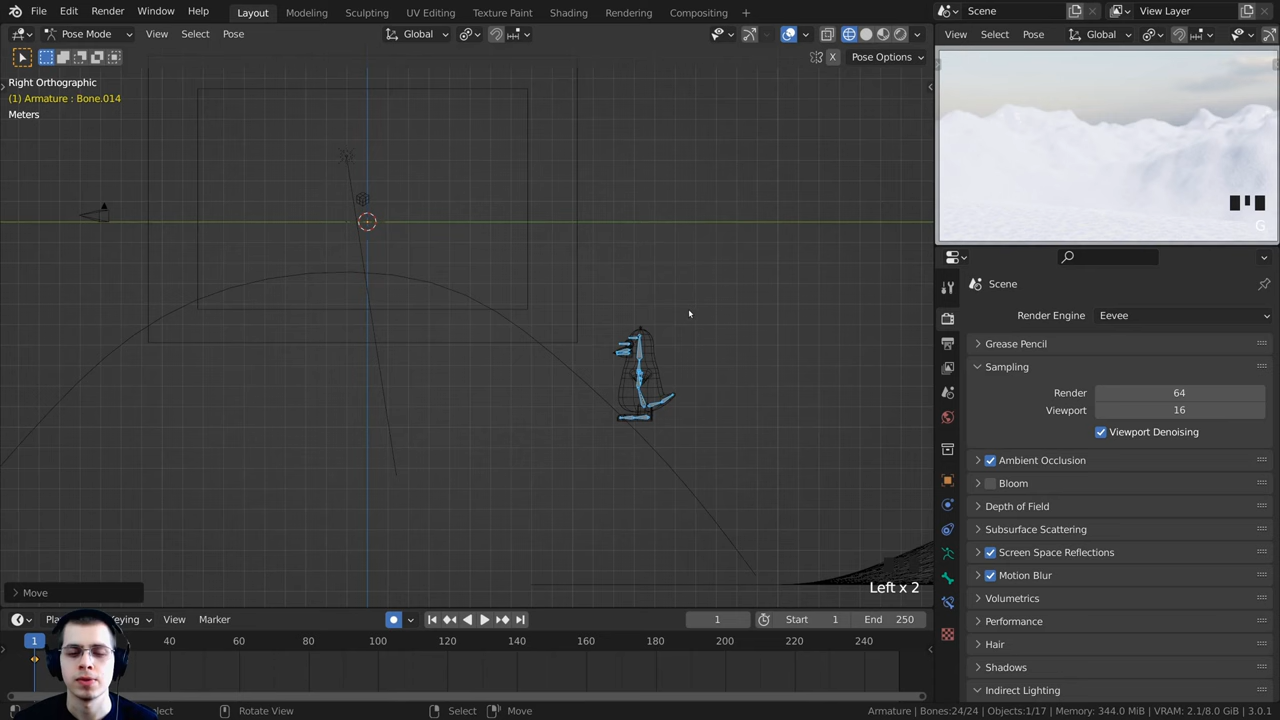 File Edit Render Window Help Layout Modeling Sculpting UV Editing Texture Paint Shading Rendering Compositing Scene View Layer
Pose Mode View Select Pose Global View Select Pose Global
X Pose Options
Right Orthographic
(1) Armature : Bone.014
Meters
G
Scene
Render Engine Eevee
Grease Pencil
Sampling
Render 64
Viewport 16
Viewport Denoising
Ambient Occlusion
Bloom
Depth of Field
Subsurface Scattering
Screen Space Reflections
Motion Blur
Volumetrics
Performance
Hair
Shadows
Indirect Lighting
Left x 2
Move
View Marker 1 Start 1 End 250
1 40 60 80 100 120 140 160 180 200 220 240
Rotate View Select Move Armature | Bones:24/24 | Objects:1/17 | Memory: 344.0 MiB | VRAM: 2.1/8.0 GiB | 3.0.1